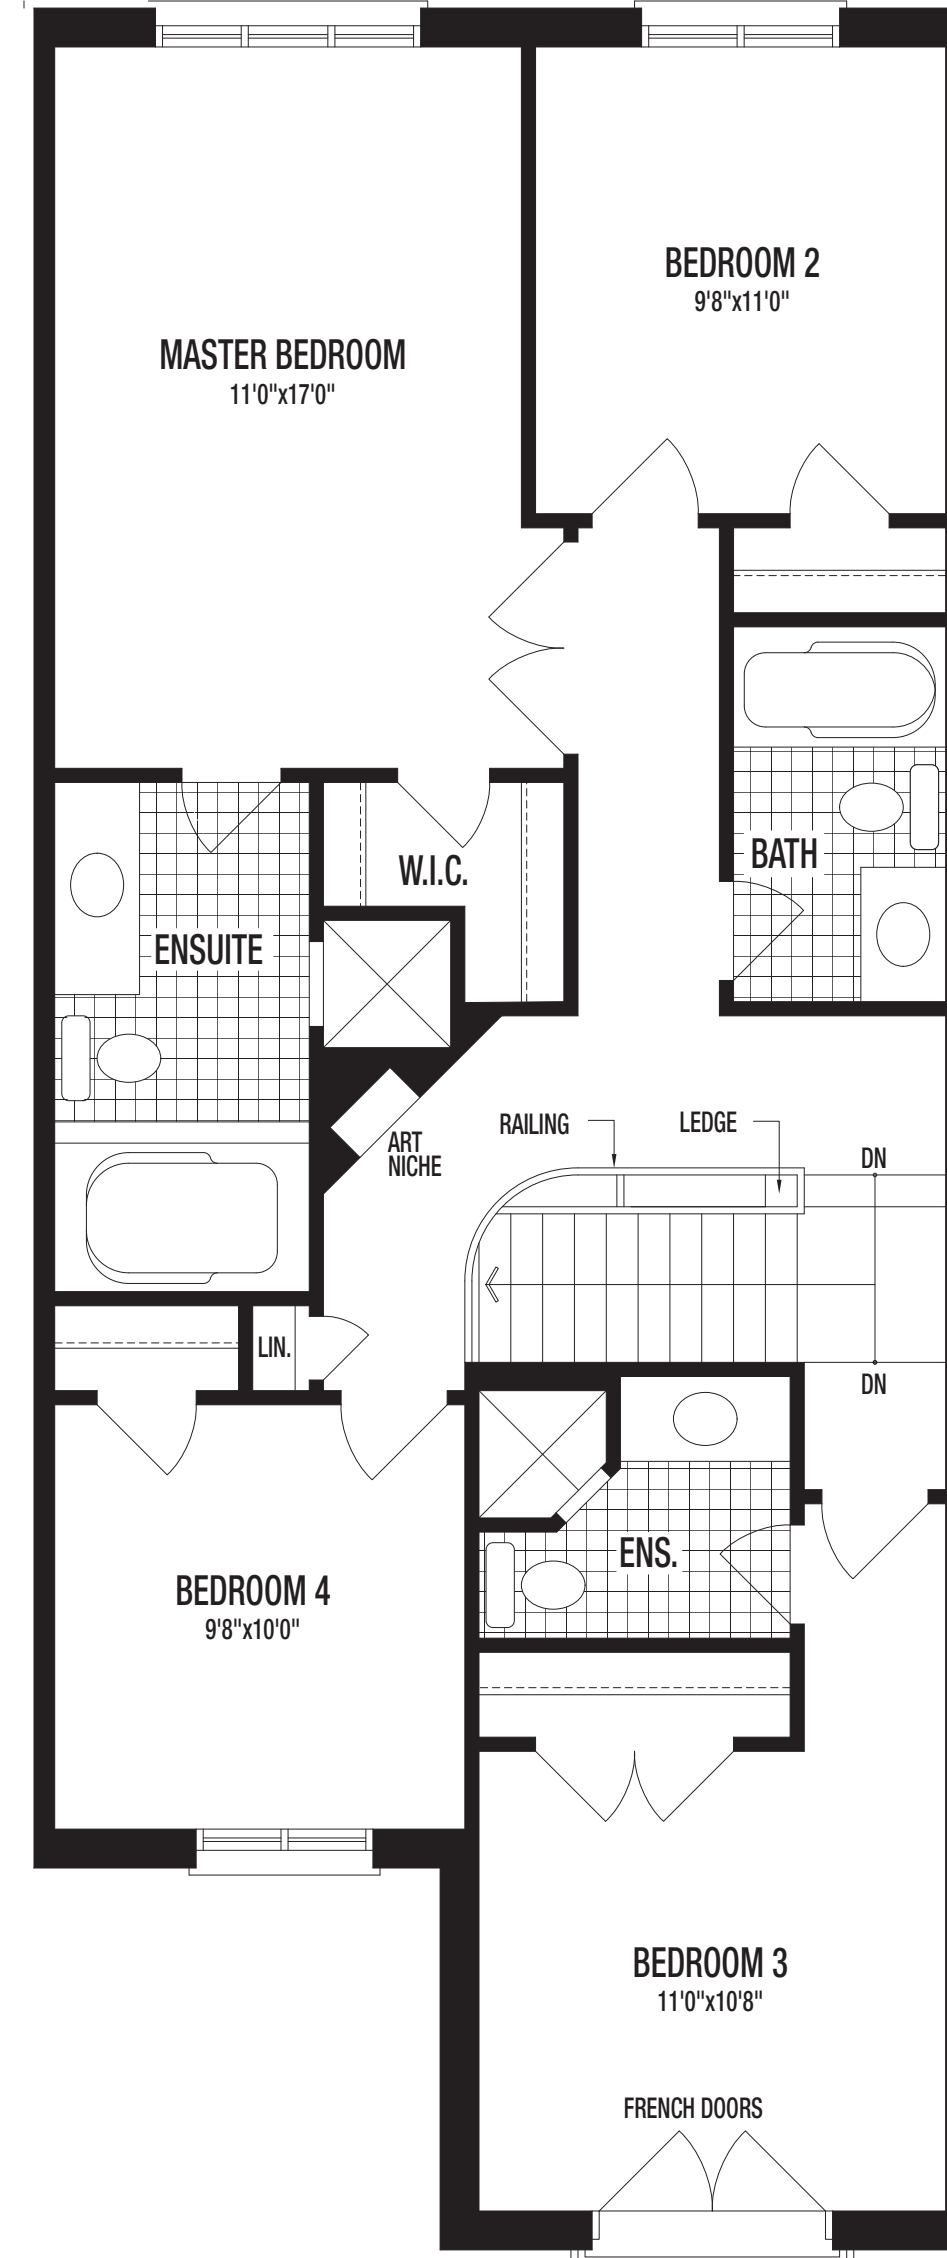 BEDROOM 2
9'8"x11'0"
MASTER BEDROOM
11'0"x17'0"
W.I.C.
BATH
ENSUITE
RAILING
LEDGE
ART
NICHE
DN
LIN.
DN
ENS.
BEDROOM 4
9'8"x10'0"
BEDROOM 3
11'0"x10'8"
FRENCH DOORS